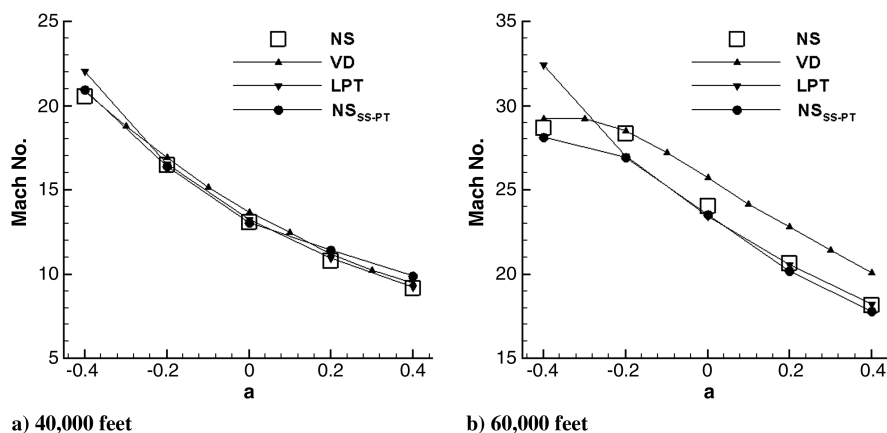 25
20
15
10
5
Mach No.
-0.4 -0.2 0 0.2 0.4
a
NS
VD
LPT
NSSS-PT
a) 40,000 feet
35
30
25
20
15
Mach No.
-0.4 -0.2 0 0.2 0.4
a
NS
VD
LPT
NSSS-PT
b) 60,000 feet